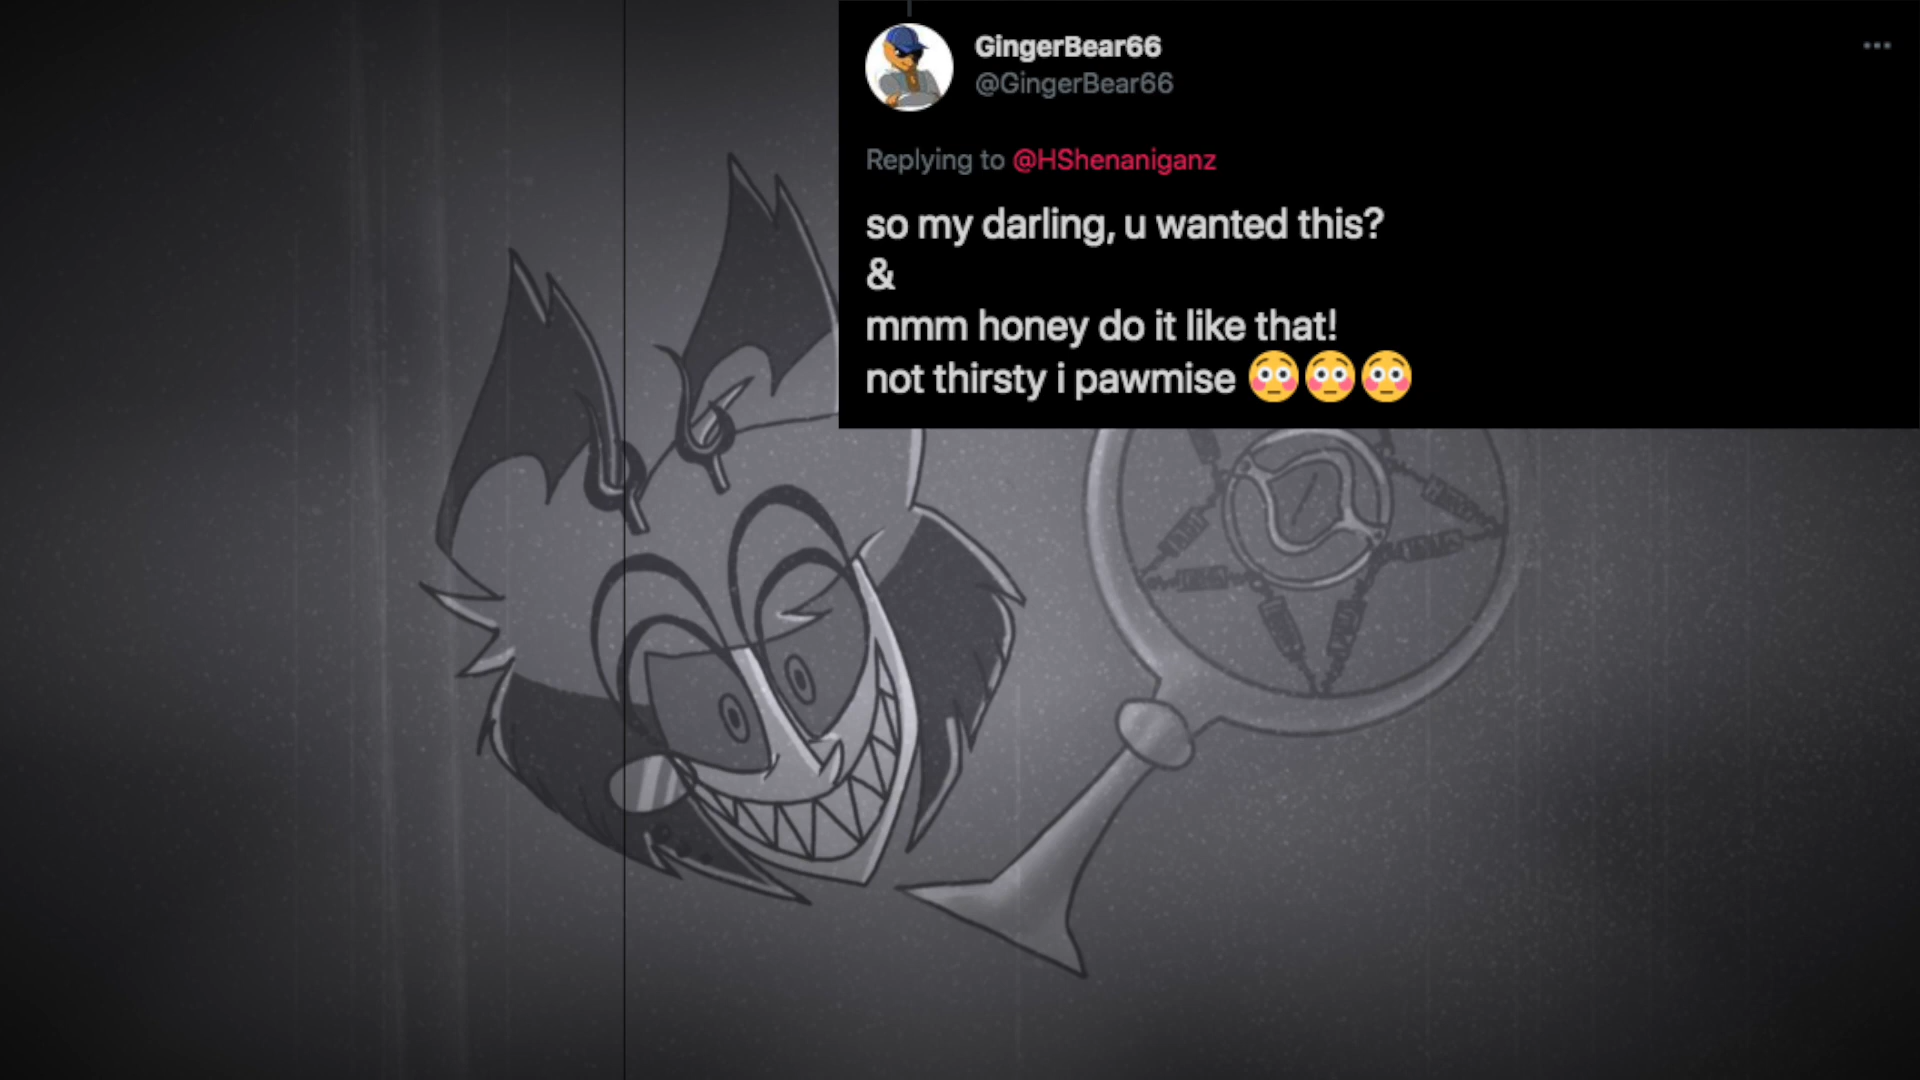 GingerBear66
@GingerBear66
Replying to @HShenaniganz
so my darling, u wanted this?
&
mmm honey do it like that!
not thirsty i pawmise 😳😳😳